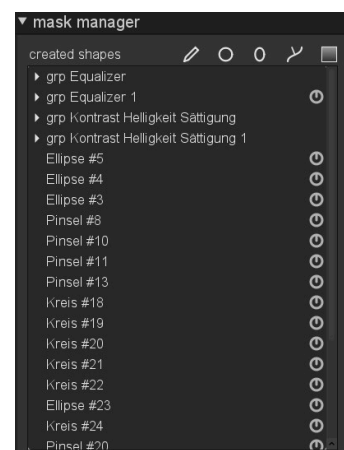 mask manager
created shapes
grp Equalizer
grp Equalizer 1
grp Kontrast Helligkeit Sättigung
grp Kontrast Helligkeit Sättigung 1
Ellipse #5
Ellipse #4
Ellipse #3
Pinsel #8
Pinsel #10
Pinsel #11
Pinsel #13
Kreis #18
Kreis #19
Kreis #20
Kreis #21
Kreis #22
Ellipse #23
Kreis #24
Pinsel #20